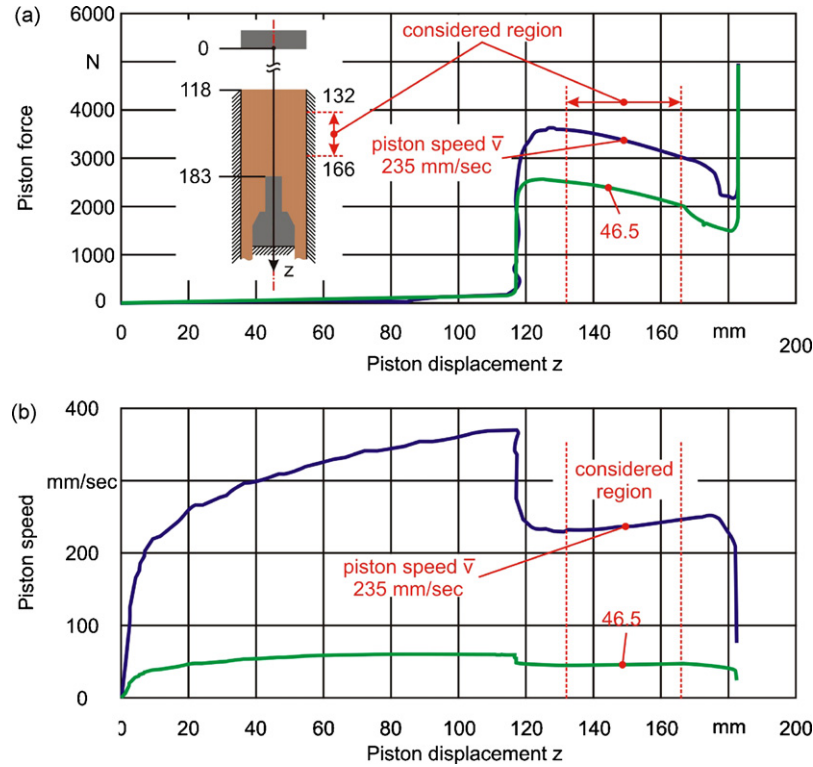 (a)
6000
N
4000
3000
2000
1000
0
Piston force
0
118
132
166
183
z
considered region
piston speed v̄
235 mm/sec
46.5
0 20 40 60 80 100 120 140 160 mm 200
Piston displacement z
(b)
400
mm/sec
200
100
0
Piston speed
considered
region
piston speed v̄
235 mm/sec
46.5
0 20 40 60 80 100 120 140 160 mm 200
Piston displacement z